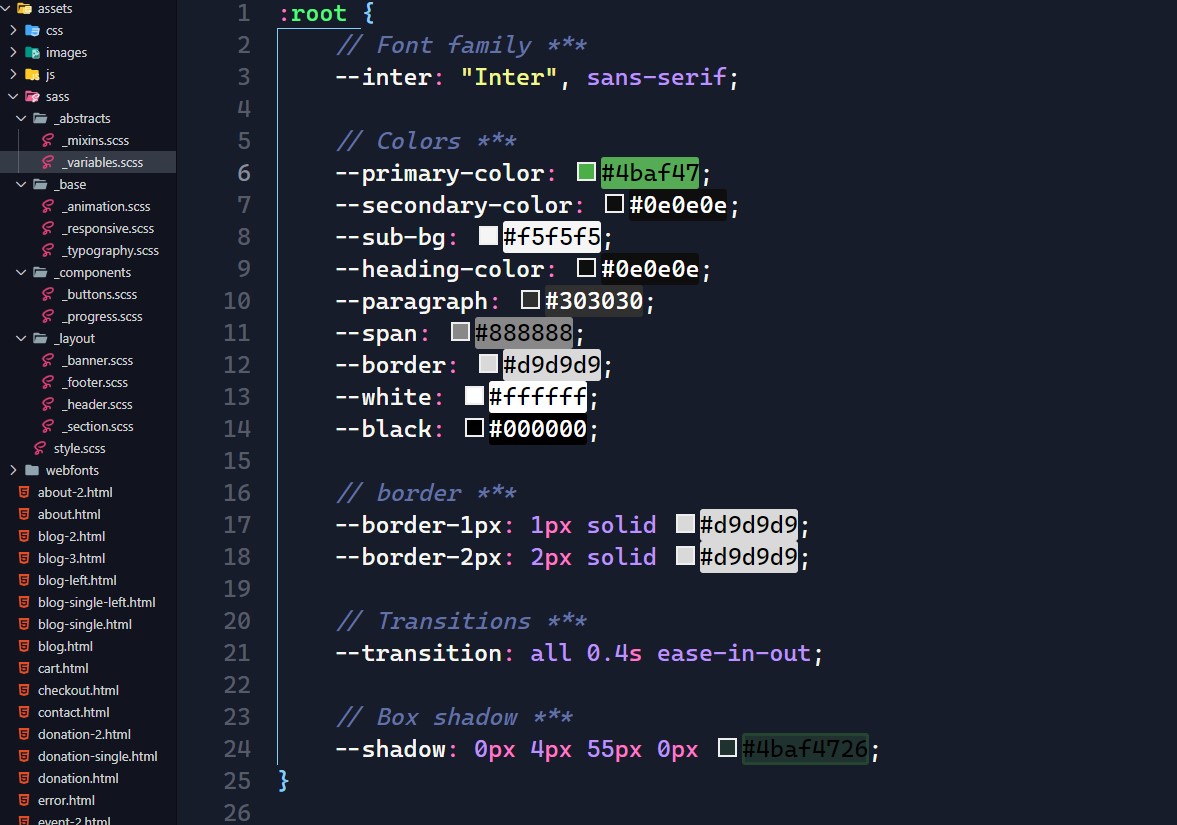 assets
css
images
js
sass
_abstracts
_mixins.scss
_variables.scss
_base
_animation.scss
_responsive.scss
_typography.scss
_components
_buttons.scss
_progress.scss
_layout
_banner.scss
_footer.scss
_header.scss
_section.scss
style.scss
webfonts
about-2.html
about.html
blog-2.html
blog-3.html
blog-left.html
blog-single-left.html
blog-single.html
blog.html
cart.html
checkout.html
contact.html
donation-2.html
donation-single.html
donation.html
error.html
event-2.html
1 :root {
2 // Font family ***
3 --inter: "Inter", sans-serif;
4
5 // Colors ***
6 --primary-color: #4baf47;
7 --secondary-color: #0e0e0e;
8 --sub-bg: #f5f5f5;
9 --heading-color: #0e0e0e;
10 --paragraph: #303030;
11 --span: #888888;
12 --border: #d9d9d9;
13 --white: #ffffff;
14 --black: #000000;
15
16 // border ***
17 --border-1px: 1px solid #d9d9d9;
18 --border-2px: 2px solid #d9d9d9;
19
20 // Transitions ***
21 --transition: all 0.4s ease-in-out;
22
23 // Box shadow ***
24 --shadow: 0px 4px 55px 0px #4baf4726;
25 }
26